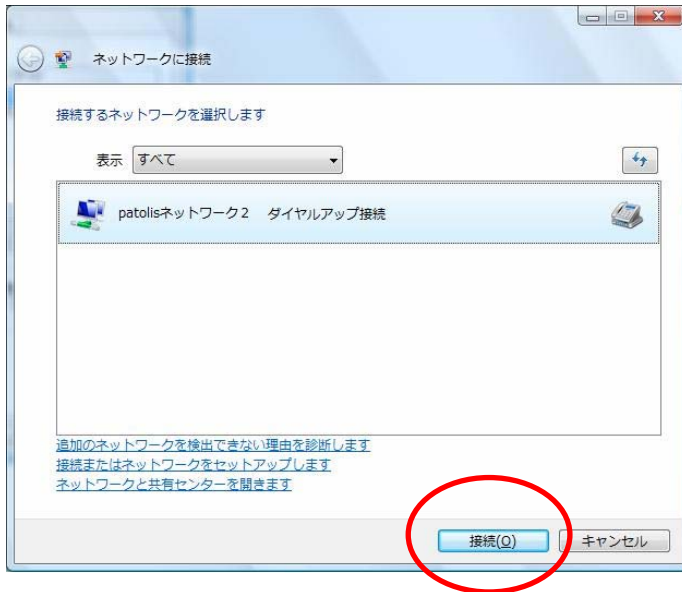 ネットワークに接続
接続するネットワークを選択します
表示 すべて
patolisネットワーク2 ダイヤルアップ接続
追加のネットワークを検出できない理由を診断します
接続またはネットワークをセットアップします
ネットワークと共有センターを開きます
接続(O) キャンセル